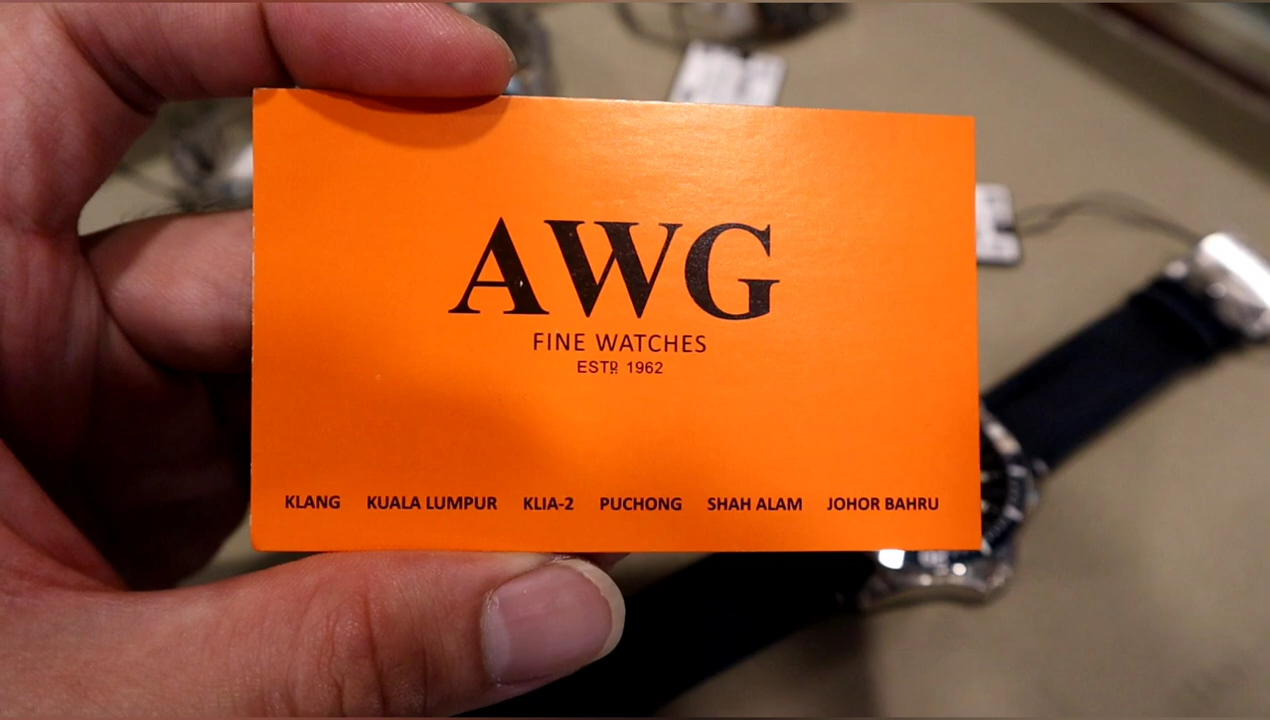 AWG
FINE WATCHES
ESTD 1962
KLANG KUALA LUMPUR KLIA-2 PUCHONG SHAH ALAM JOHOR BAHRU